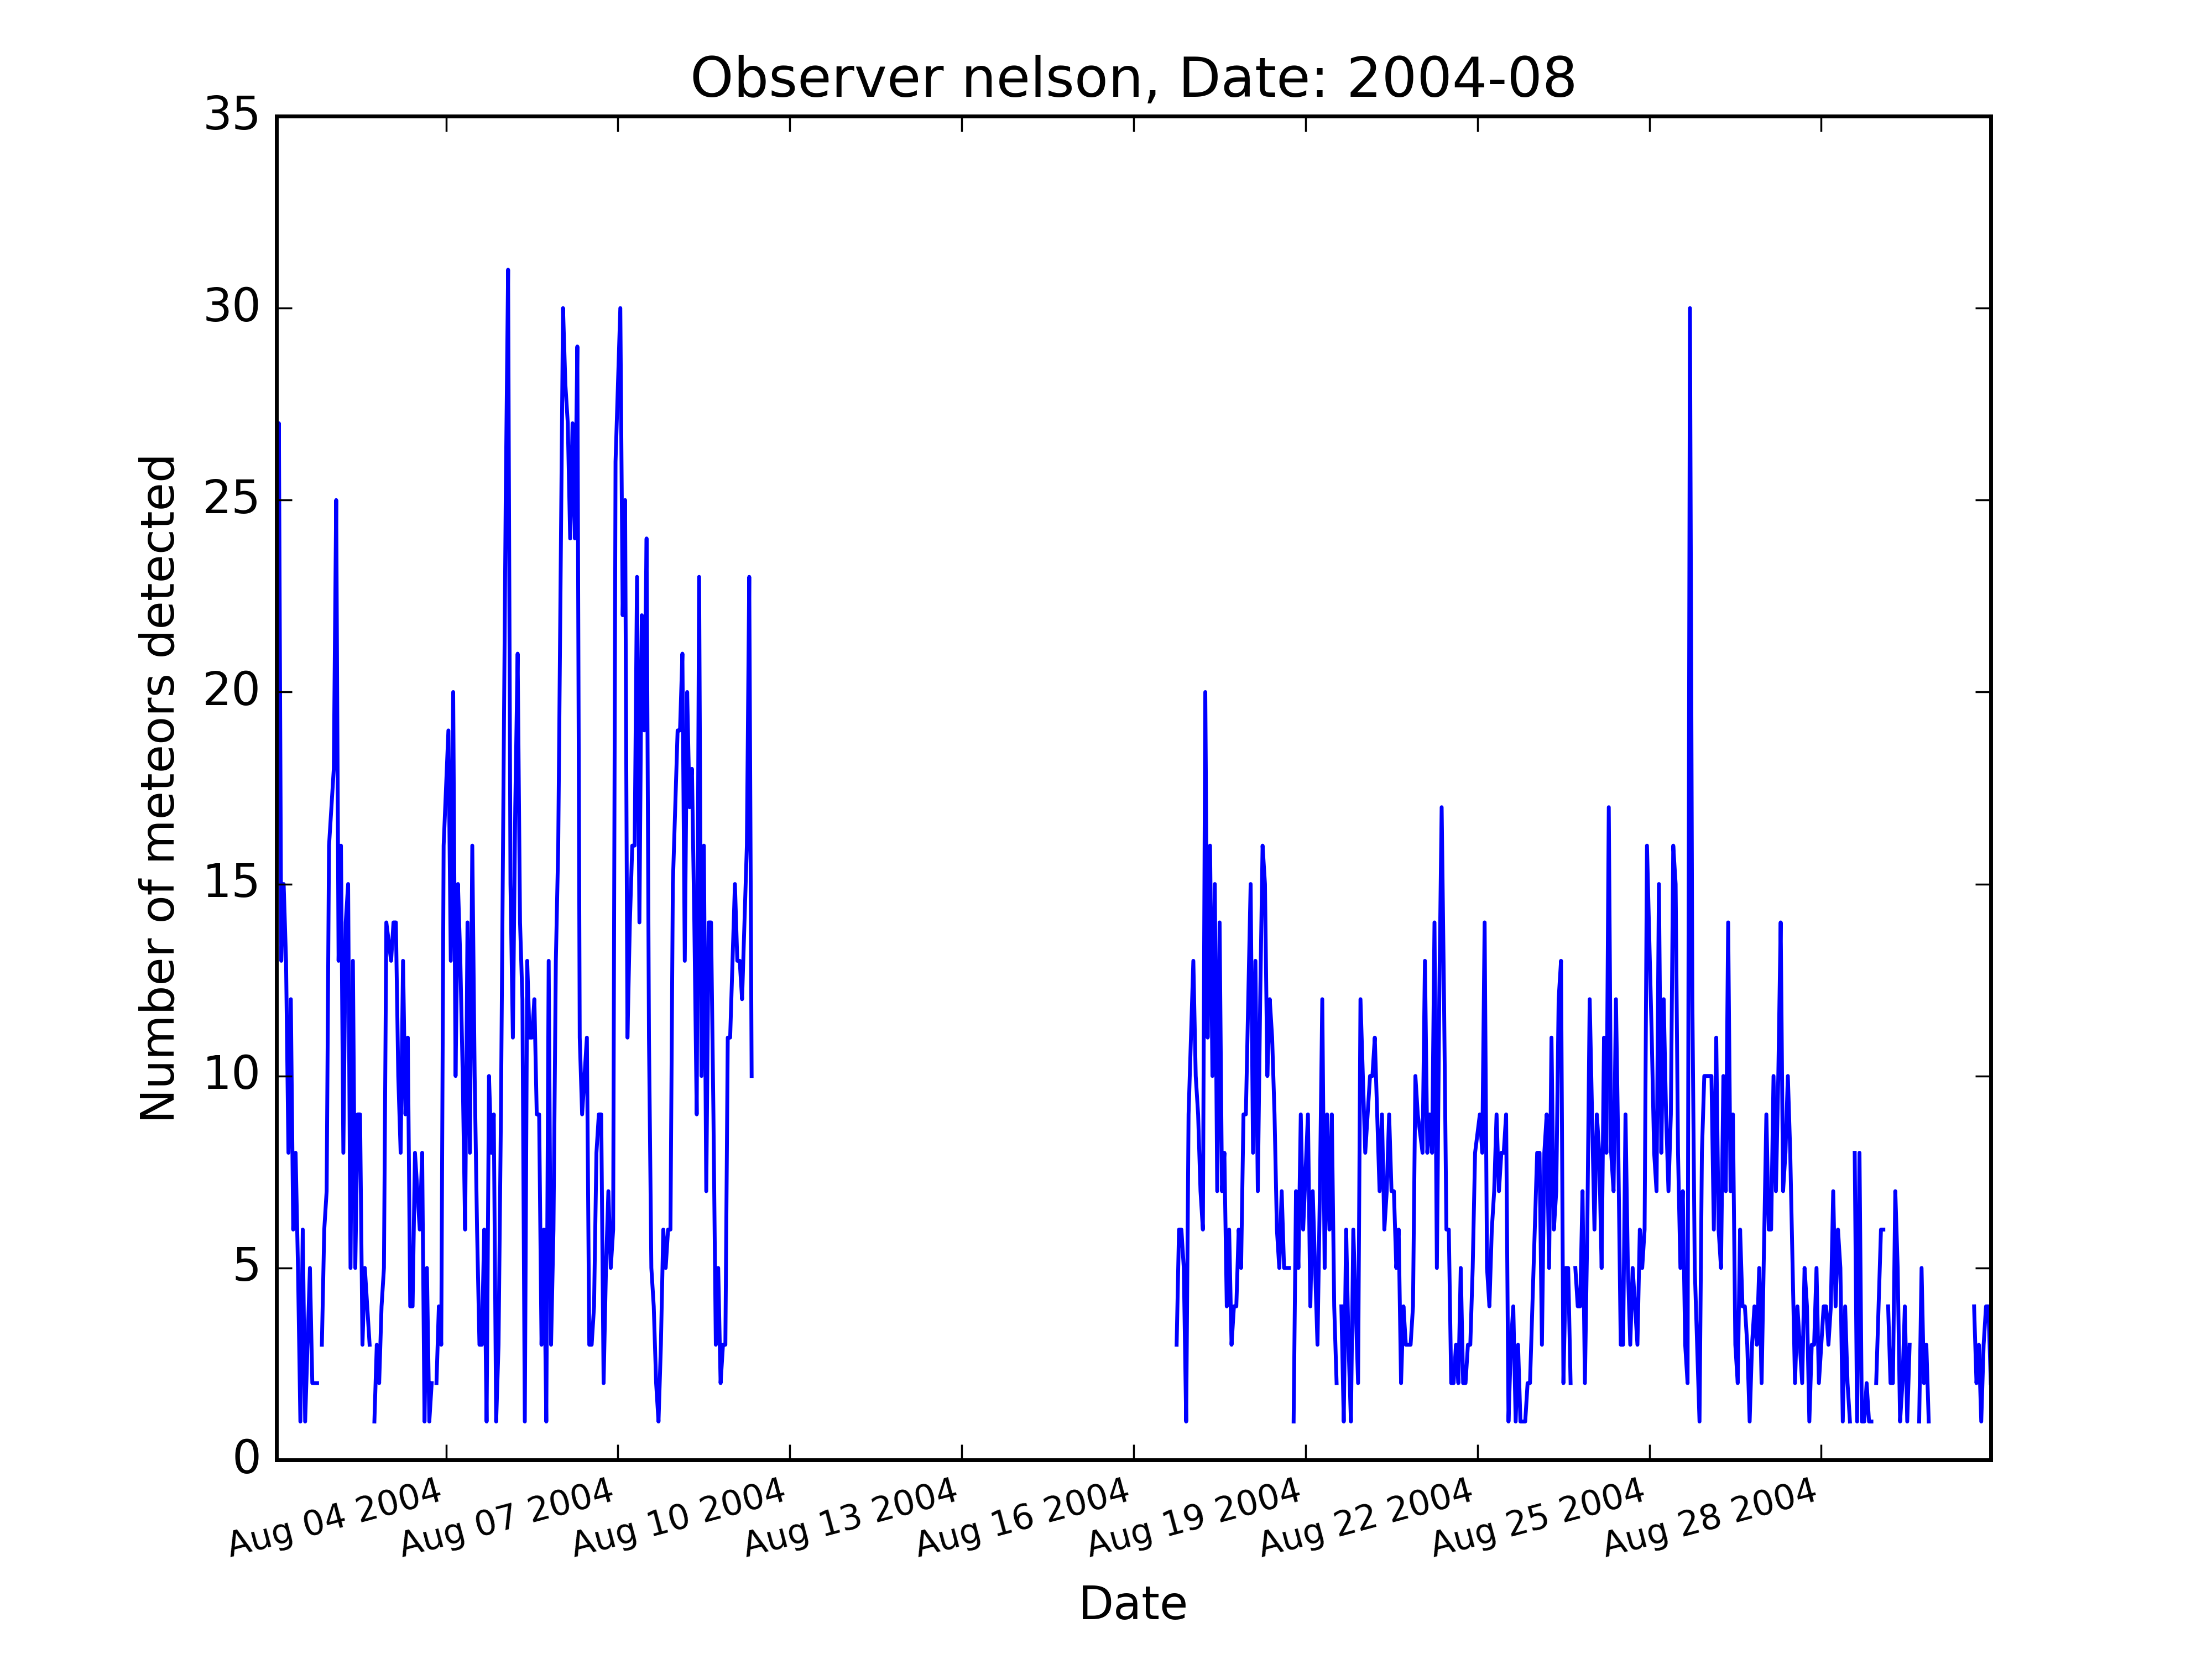 Observer nelson, Date: 2004-08
35
30
25
20
15
10
5
0
Number of meteors detected
Aug 04 2004
Aug 07 2004
Aug 10 2004
Aug 13 2004
Aug 16 2004
Aug 19 2004
Aug 22 2004
Aug 25 2004
Aug 28 2004
Date